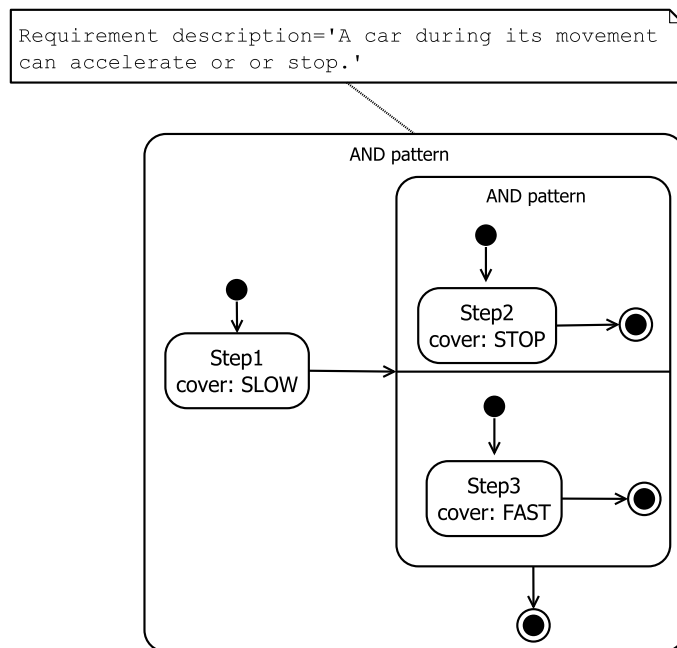 Requirement description='A car during its movement
can accelerate or or stop.'
AND pattern
AND pattern
Step1
cover: SLOW
Step2
cover: STOP
Step3
cover: FAST